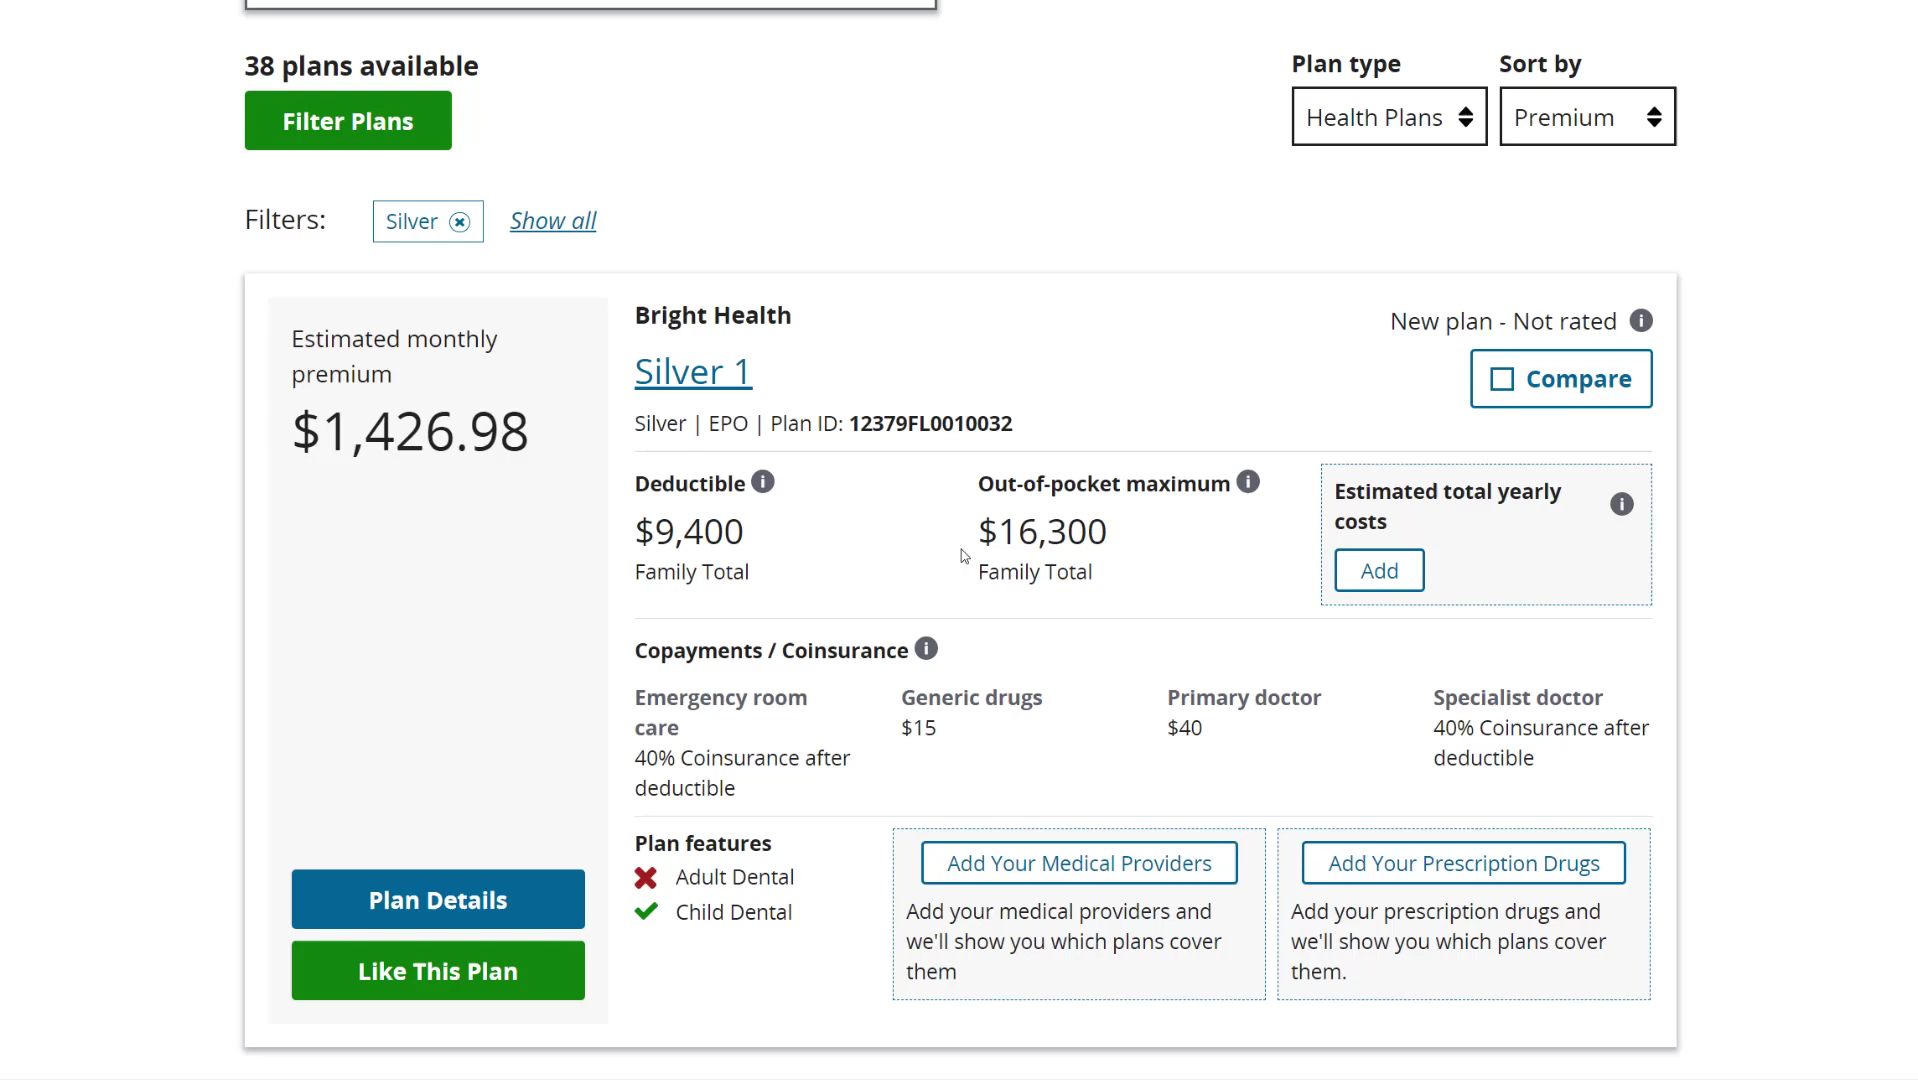 38 plans available
Filter Plans
Plan type
Health Plans
Sort by
Premium
Filters:
Silver
Show all
Estimated monthly
premium
$1,426.98
Plan Details
Like This Plan
Bright Health
New plan - Not rated
Silver 1
Compare
Silver | EPO | Plan ID: 12379FL0010032
Deductible
$9,400
Family Total
Out-of-pocket maximum
$16,300
Family Total
Estimated total yearly
costs
Add
Copayments / Coinsurance
Emergency room
care
40% Coinsurance after
deductible
Generic drugs
$15
Primary doctor
$40
Specialist doctor
40% Coinsurance after
deductible
Plan features
Adult Dental
Child Dental
Add Your Medical Providers
Add your medical providers and
we'll show you which plans cover
them
Add Your Prescription Drugs
Add your prescription drugs and
we'll show you which plans cover
them.